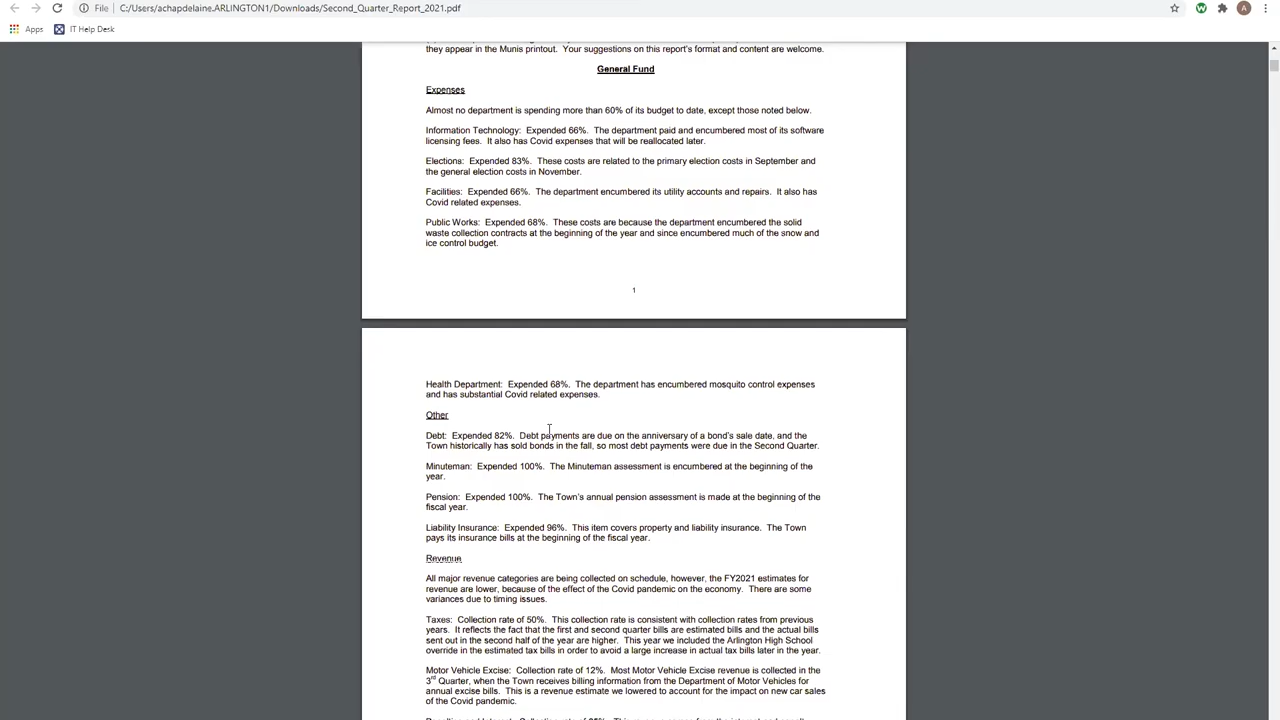 File
C:/Users/achapdelaine.ARLINGTON1/Downloads/Second_Quarter_Report_2021.pdf
A
Apps
IT Help Desk
they appear in the Munis printout.  Your suggestions on this report's format and content are welcome.
General Fund
Expenses
Almost no department is spending more than 60% of its budget to date, except those noted below.
Information Technology:  Expended 66%.  The department paid and encumbered most of its software
licensing fees.  It also has Covid expenses that will be reallocated later.
Elections:  Expended 83%.  These costs are related to the primary election costs in September and
the general election costs in November.
Facilities:  Expended 66%.  The department encumbered its utility accounts and repairs.  It also has
Covid related expenses.
Public Works:  Expended 68%.  These costs are because the department encumbered the solid
waste collection contracts at the beginning of the year and since encumbered much of the snow and
ice control budget.
1
Health Department:  Expended 68%.  The department has encumbered mosquito control expenses
and has substantial Covid related expenses.
Other
Debt:  Expended 82%.  Debt payments are due on the anniversary of a bond's sale date, and the
Town historically has sold bonds in the fall, so most debt payments were due in the Second Quarter.
Minuteman:  Expended 100%.  The Minuteman assessment is encumbered at the beginning of the
year.
Pension:  Expended 100%.  The Town's annual pension assessment is made at the beginning of the
fiscal year.
Liability Insurance:  Expended 96%.  This item covers property and liability insurance.  The Town
pays its insurance bills at the beginning of the fiscal year.
Revenue
All major revenue categories are being collected on schedule, however, the FY2021 estimates for
revenue are lower, because of the effect of the Covid pandemic on the economy.  There are some
variances due to timing issues.
Taxes:  Collection rate of 50%.  This collection rate is consistent with collection rates from previous
years.  It reflects the fact that the first and second quarter bills are estimated bills and the actual bills
sent out in the second half of the year are higher.  This year we included the Arlington High School
override in the estimated tax bills in order to avoid a large increase in actual tax bills later in the year.
Motor Vehicle Excise:  Collection rate of 12%.  Most Motor Vehicle Excise revenue is collected in the
3rd Quarter, when the Town receives billing information from the Department of Motor Vehicles for
annual excise bills.  This is a revenue estimate we lowered to account for the impact on new car sales
of the Covid pandemic.